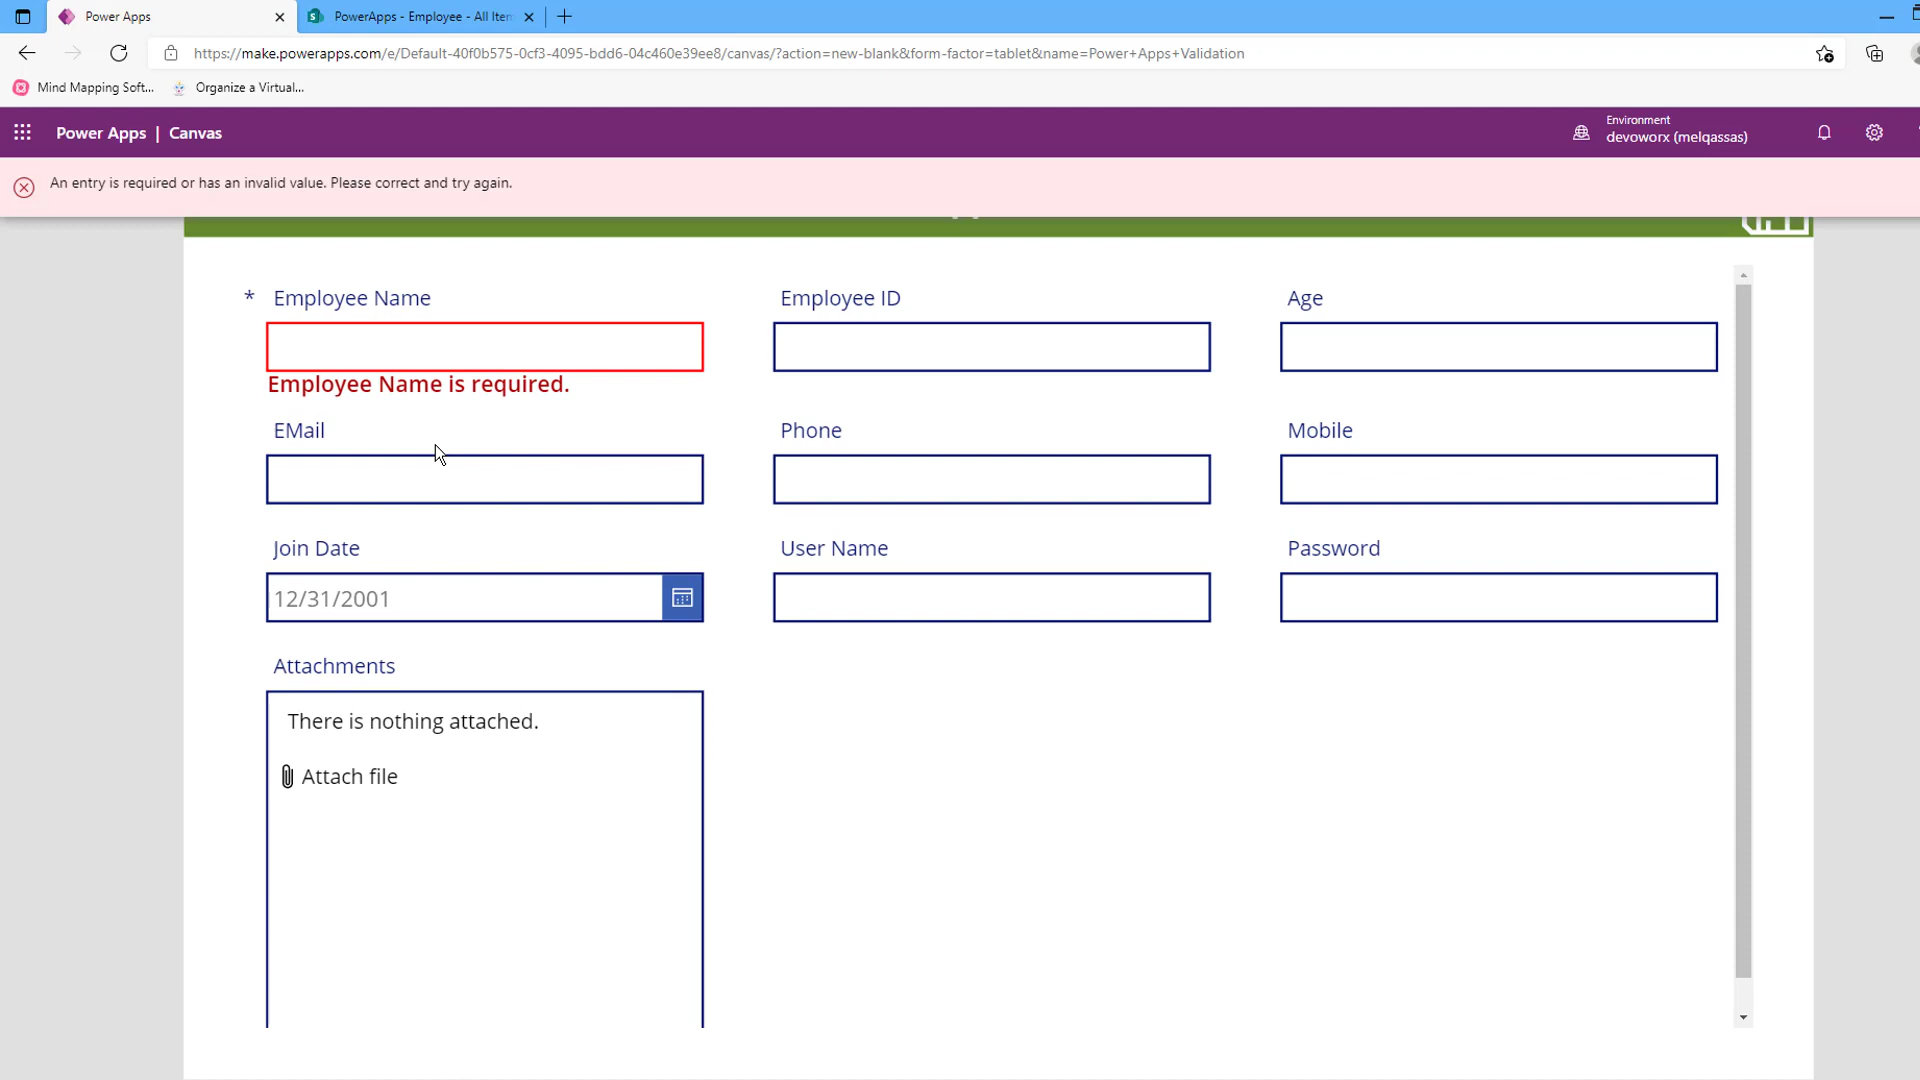 Power Apps
PowerApps - Employee - All Item
https://make.powerapps.com/e/Default-40f0b575-0cf3-4095-bdd6-04c460e39ee8/canvas/?action=new-blank&form-factor=tablet&name=Power+Apps+Validation
Mind Mapping Soft...
Organize a Virtual...
Power Apps | Canvas
Environment
devoworx (melqassas)
An entry is required or has an invalid value. Please correct and try again.
* Employee Name
Employee ID
Age
Employee Name is required.
EMail
Phone
Mobile
Join Date
User Name
Password
12/31/2001
Attachments
There is nothing attached.
Attach file